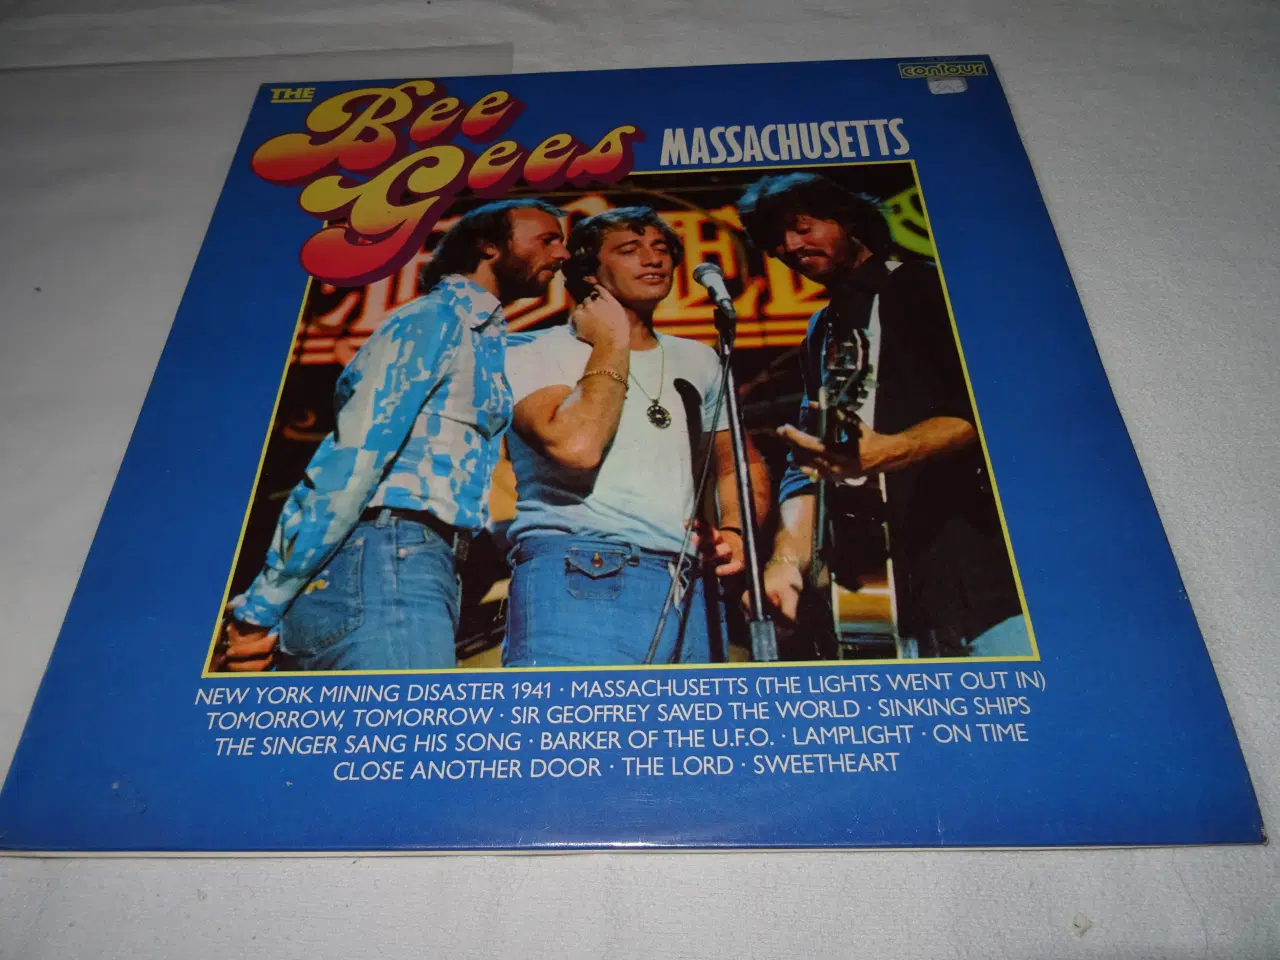 THE
Bee
Gees
MASSACHUSETTS
contour
NEW YORK MINING DISASTER 1941 · MASSACHUSETTS (THE LIGHTS WENT OUT IN)
TOMORROW, TOMORROW · SIR GEOFFREY SAVED THE WORLD · SINKING SHIPS
THE SINGER SANG HIS SONG · BARKER OF THE U.F.O. · LAMPLIGHT · ON TIME
CLOSE ANOTHER DOOR · THE LORD · SWEETHEART